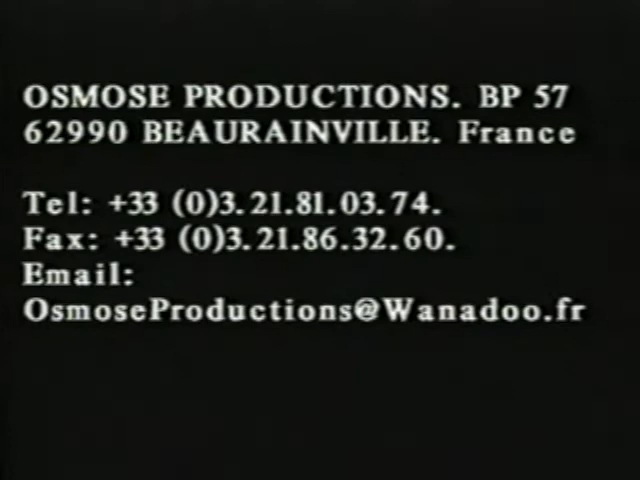 OSMOSE PRODUCTIONS. BP 57
62990 BEAURAINVILLE. France
Tel: +33 (0)3.21.81.03.74.
Fax: +33 (0)3.21.86.32.60.
Email:
OsmoseProductions@Wanadoo.fr